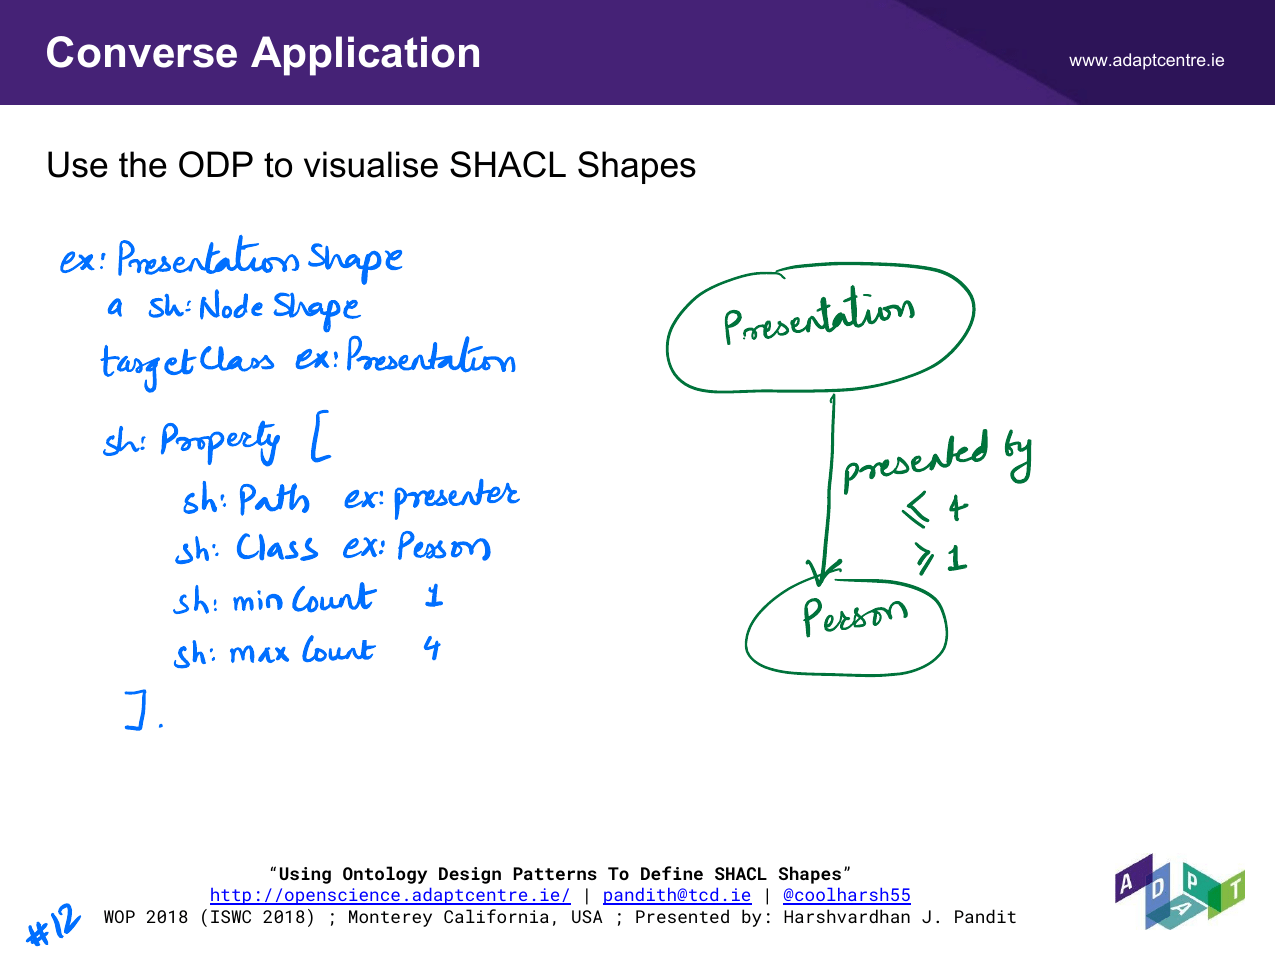 Converse Application
www.adaptcentre.ie
Use the ODP to visualise SHACL Shapes
ex: Presentation Shape
a sh: Node Shape
target Class ex: Presentation
sh: Property [
sh: Path ex: presenter
sh: Class ex: Person
sh: min Count 1
sh: max Count 4
].
Presentation
presented by
≤ 4
≥ 1
Person
“Using Ontology Design Patterns To Define SHACL Shapes”
http://openscience.adaptcentre.ie/ | pandith@tcd.ie | @coolharsh55
WOP 2018 (ISWC 2018) ; Monterey California, USA ; Presented by: Harshvardhan J. Pandit
#12
ADAPT